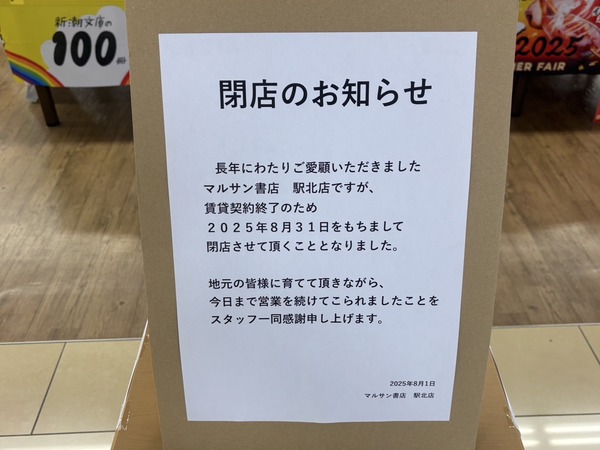 新潮文庫の
100冊
2025
ER FAIR
閉店のお知らせ
長年にわたりご愛顧いただきました
マルサン書店　駅北店ですが、
賃貸契約終了のため
２０２５年８月３１日をもちまして
閉店させて頂くこととなりました。
地元の皆様に育てて頂きながら、
今日まで営業を続けてこられましたことを
スタッフ一同感謝申し上げます。
2025年8月1日
マルサン書店　駅北店